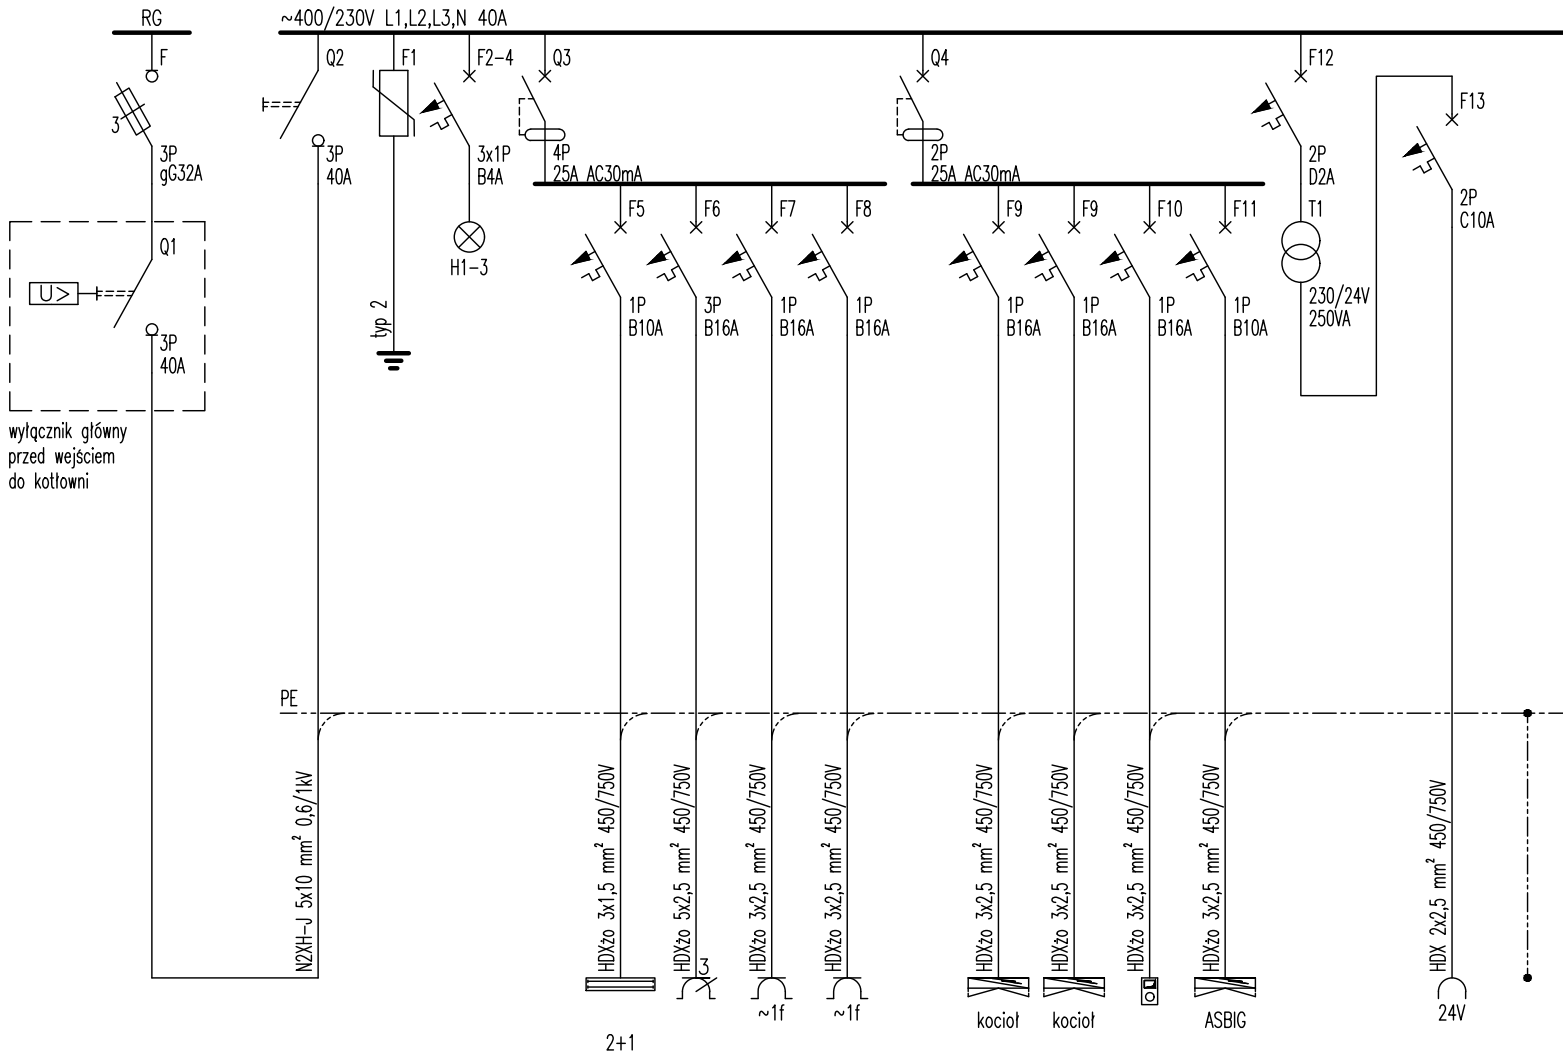 RG
~400/230V L1,L2,L3,N 40A
F
3
3P
gG32A
Q1
U>
3P
40A
wyłącznik główny
przed wejściem
do kotłowni
Q2
3P
40A
F1
typ 2
F2-4
3x1P
B4A
H1-3
Q3
4P
25A AC30mA
F5
1P
B10A
F6
3P
B16A
F7
1P
B16A
F8
1P
B16A
Q4
2P
25A AC30mA
F9
1P
B16A
F9
1P
B16A
F10
1P
B16A
F11
1P
B10A
F12
2P
D2A
T1
230/24V
250VA
F13
2P
C10A
PE
N2XH-J 5x10 mm² 0,6/1kV
HDXżo 3x1,5 mm² 450/750V
HDXżo 5x2,5 mm² 450/750V
HDXżo 3x2,5 mm² 450/750V
HDXżo 3x2,5 mm² 450/750V
HDXżo 3x2,5 mm² 450/750V
HDXżo 3x2,5 mm² 450/750V
HDXżo 3x2,5 mm² 450/750V
HDXżo 3x2,5 mm² 450/750V
HDX 2x2,5 mm² 450/750V
2+1
3
~1f
~1f
kocioł
kocioł
ASBIG
24V